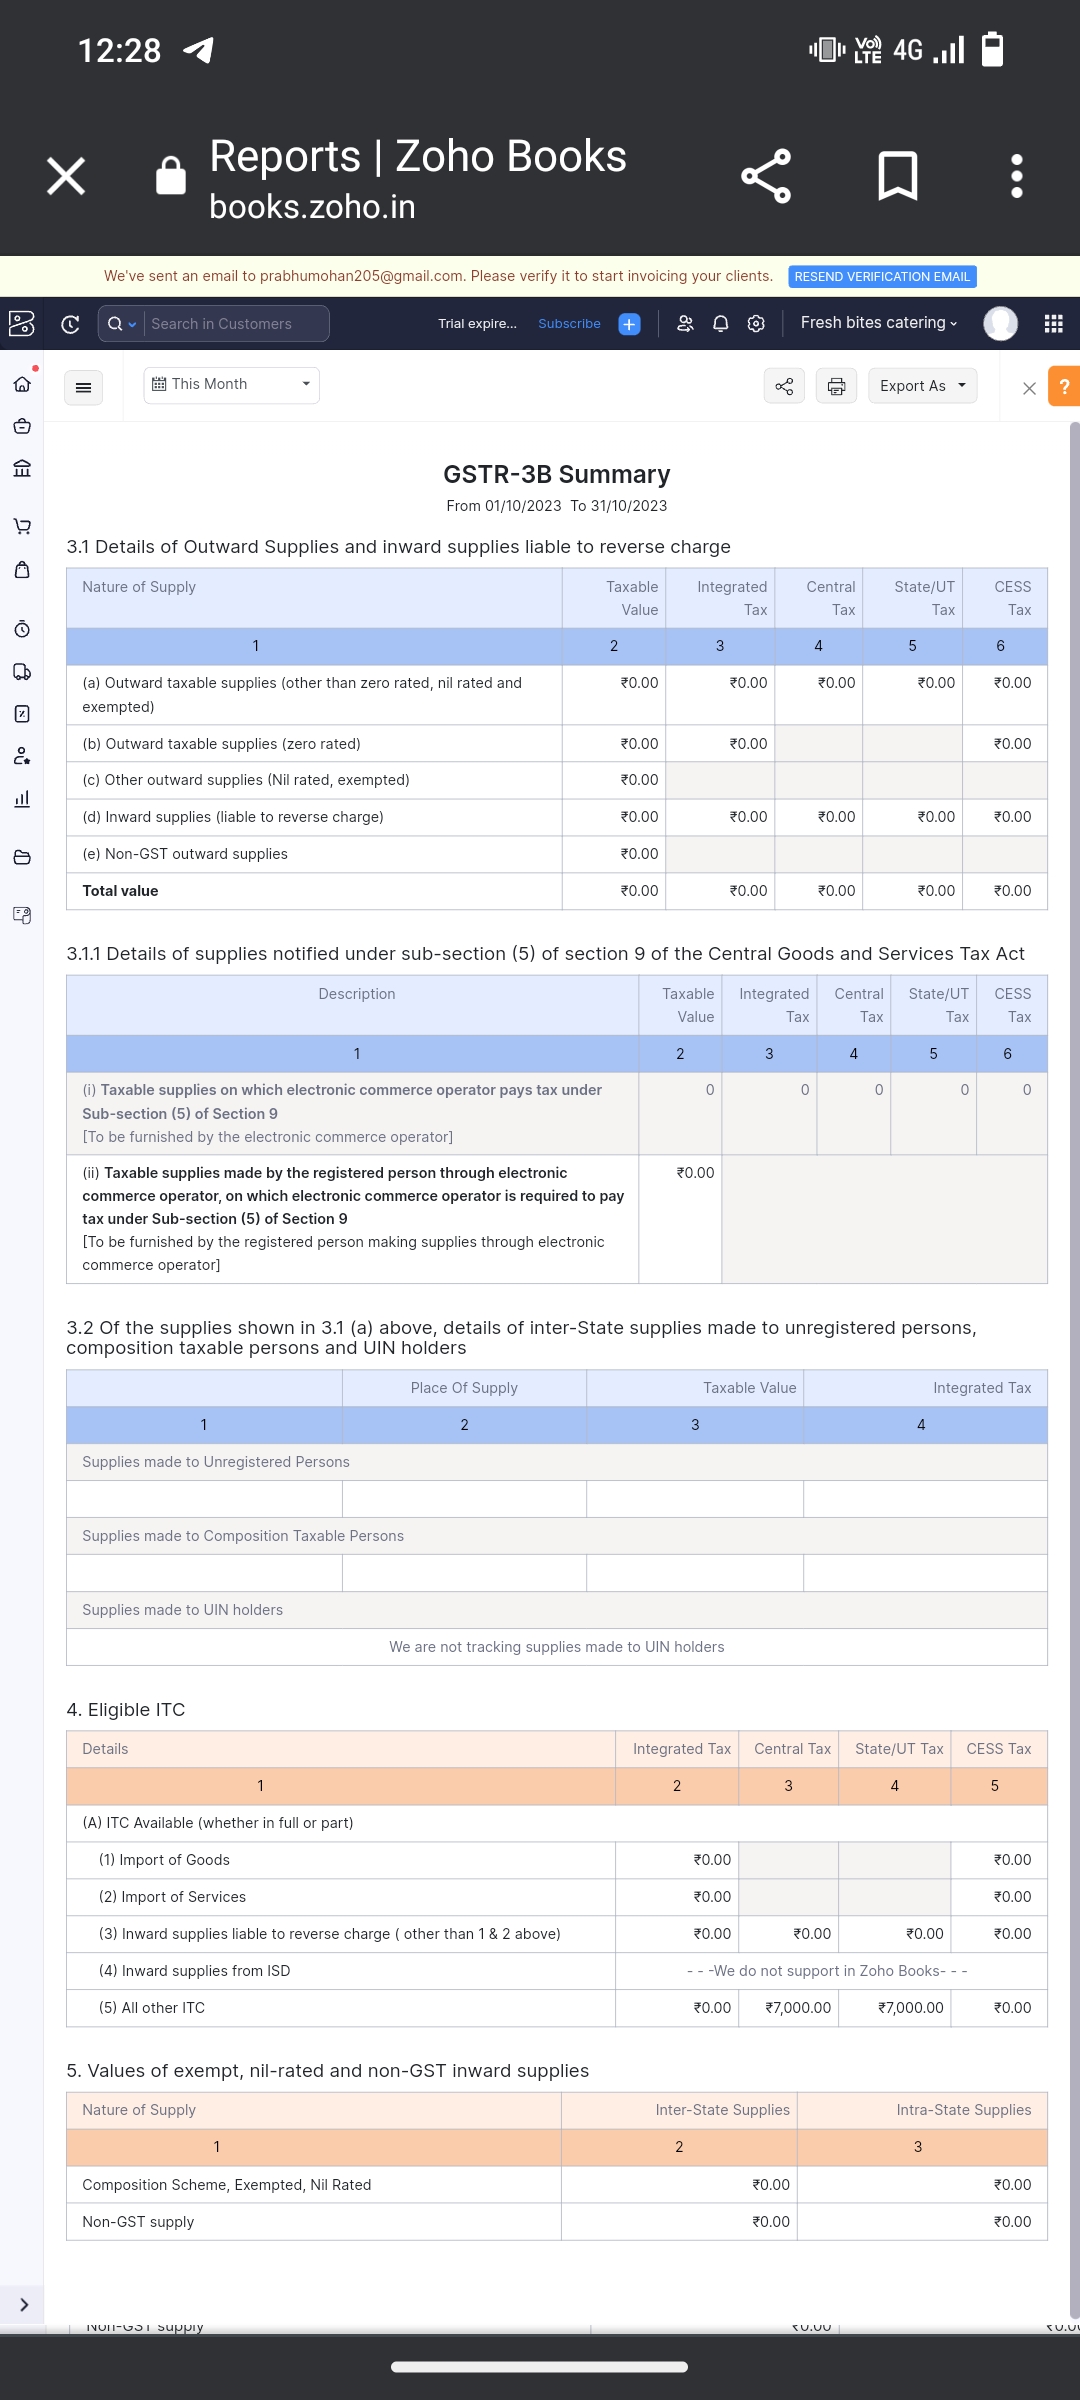 12:28
Vo) LTE 4G
Reports | Zoho Books
books.zoho.in
We've sent an email to prabhumohan205@gmail.com. Please verify it to start invoicing your clients. RESEND VERIFICATION EMAIL
Search in Customers Trial expire... Subscribe Fresh bites catering
This Month Export As ?
GSTR-3B Summary
From 01/10/2023 To 31/10/2023
3.1 Details of Outward Supplies and inward supplies liable to reverse charge
Nature of Supply Taxable Value Integrated Tax Central Tax State/UT Tax CESS Tax
1 2 3 4 5 6
(a) Outward taxable supplies (other than zero rated, nil rated and exempted) ₹0.00 ₹0.00 ₹0.00 ₹0.00 ₹0.00
(b) Outward taxable supplies (zero rated) ₹0.00 ₹0.00 ₹0.00
(c) Other outward supplies (Nil rated, exempted) ₹0.00
(d) Inward supplies (liable to reverse charge) ₹0.00 ₹0.00 ₹0.00 ₹0.00 ₹0.00
(e) Non-GST outward supplies ₹0.00
Total value ₹0.00 ₹0.00 ₹0.00 ₹0.00 ₹0.00
3.1.1 Details of supplies notified under sub-section (5) of section 9 of the Central Goods and Services Tax Act
Description Taxable Value Integrated Tax Central Tax State/UT Tax CESS Tax
1 2 3 4 5 6
(i) Taxable supplies on which electronic commerce operator pays tax under 0 0 0 0 0
Sub-section (5) of Section 9
[To be furnished by the electronic commerce operator]
(ii) Taxable supplies made by the registered person through electronic ₹0.00
commerce operator, on which electronic commerce operator is required to pay
tax under Sub-section (5) of Section 9
[To be furnished by the registered person making supplies through electronic
commerce operator]
3.2 Of the supplies shown in 3.1 (a) above, details of inter-State supplies made to unregistered persons,
composition taxable persons and UIN holders
Place Of Supply Taxable Value Integrated Tax
1 2 3 4
Supplies made to Unregistered Persons
Supplies made to Composition Taxable Persons
Supplies made to UIN holders
We are not tracking supplies made to UIN holders
4. Eligible ITC
Details Integrated Tax Central Tax State/UT Tax CESS Tax
1 2 3 4 5
(A) ITC Available (whether in full or part)
(1) Import of Goods ₹0.00 ₹0.00
(2) Import of Services ₹0.00 ₹0.00
(3) Inward supplies liable to reverse charge ( other than 1 & 2 above) ₹0.00 ₹0.00 ₹0.00 ₹0.00
(4) Inward supplies from ISD - - -We do not support in Zoho Books- - -
(5) All other ITC ₹0.00 ₹7,000.00 ₹7,000.00 ₹0.00
5. Values of exempt, nil-rated and non-GST inward supplies
Nature of Supply Inter-State Supplies Intra-State Supplies
1 2 3
Composition Scheme, Exempted, Nil Rated ₹0.00 ₹0.00
Non-GST supply ₹0.00 ₹0.00
Non-GST supply ₹0.00